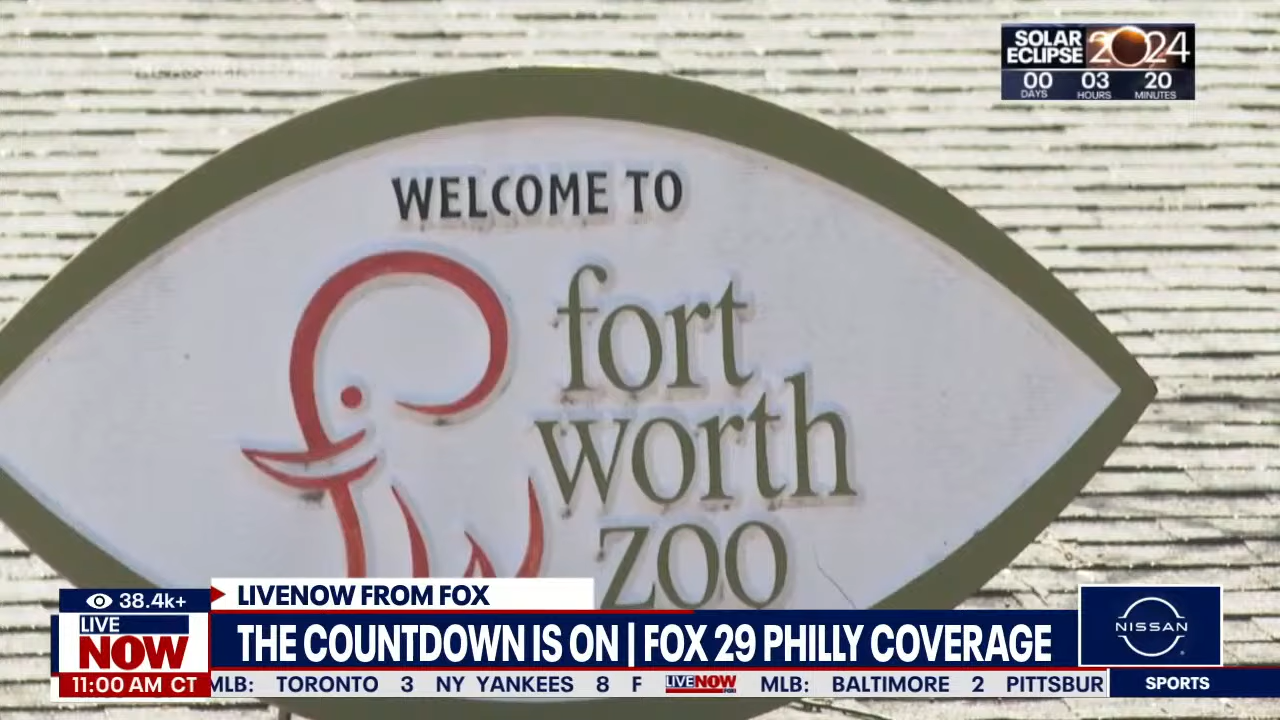 SOLAR
ECLIPSE 2024
00 03 20
DAYS HOURS MINUTES
WELCOME TO
fort
worth
zoo
38.4k+
LIVENOW FROM FOX
LIVE
NOW
THE COUNTDOWN IS ON | FOX 29 PHILLY COVERAGE
NISSAN
11:00 AM CT
MLB: TORONTO 3 NY YANKEES 8 F LIVENOW MLB: BALTIMORE 2 PITTSBUR
SPORTS